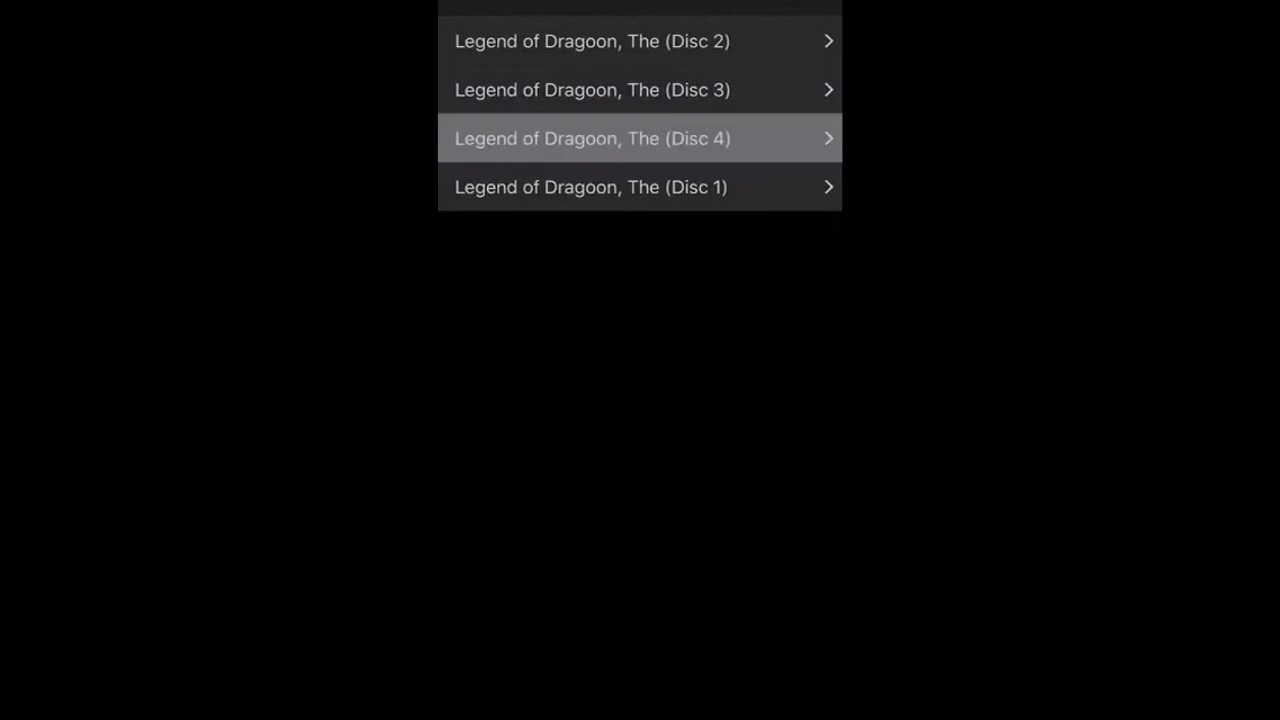 Legend of Dragoon, The (Disc 2)
Legend of Dragoon, The (Disc 3)
Legend of Dragoon, The (Disc 4)
Legend of Dragoon, The (Disc 1)